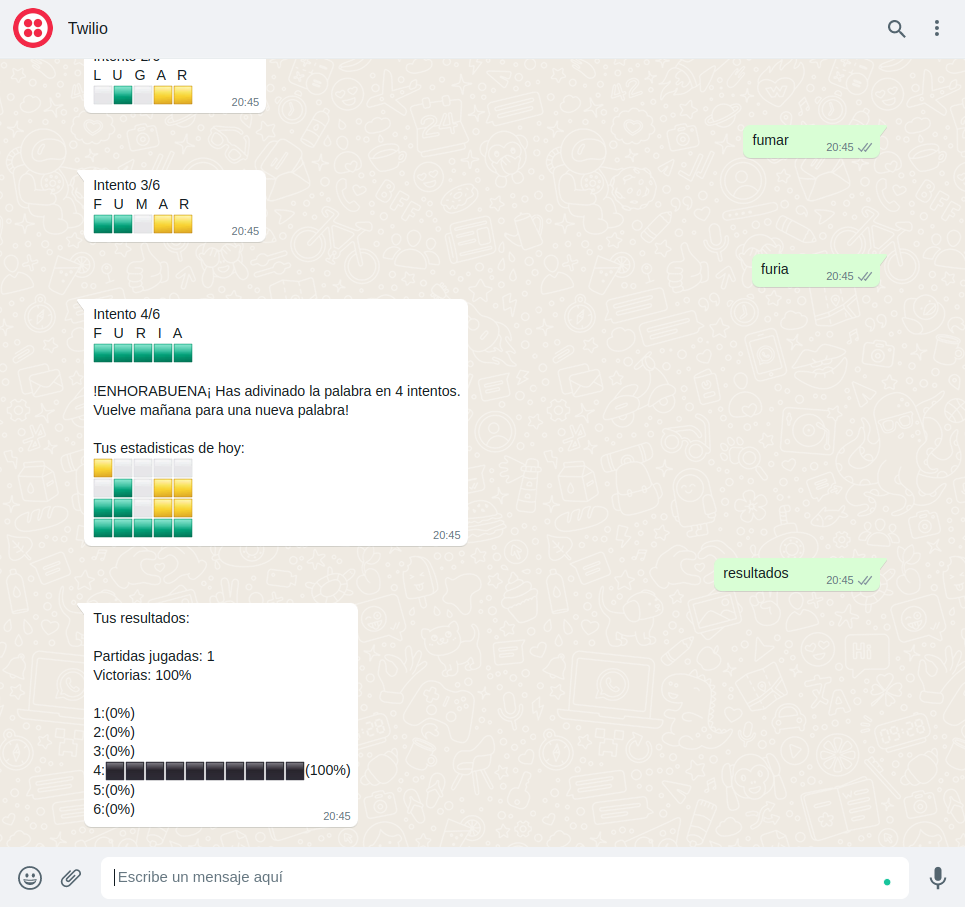 Twilio
Intento 2/6
L U G A R
20:45
fumar
20:45
Intento 3/6
F U M A R
20:45
furia
20:45
Intento 4/6
F U R I A
!ENHORABUENA¡ Has adivinado la palabra en 4 intentos.
Vuelve mañana para una nueva palabra!
Tus estadisticas de hoy:
20:45
resultados
20:45
Tus resultados:
Partidas jugadas: 1
Victorias: 100%
1:(0%)
2:(0%)
3:(0%)
4:(100%)
5:(0%)
6:(0%)
20:45
Escribe un mensaje aquí